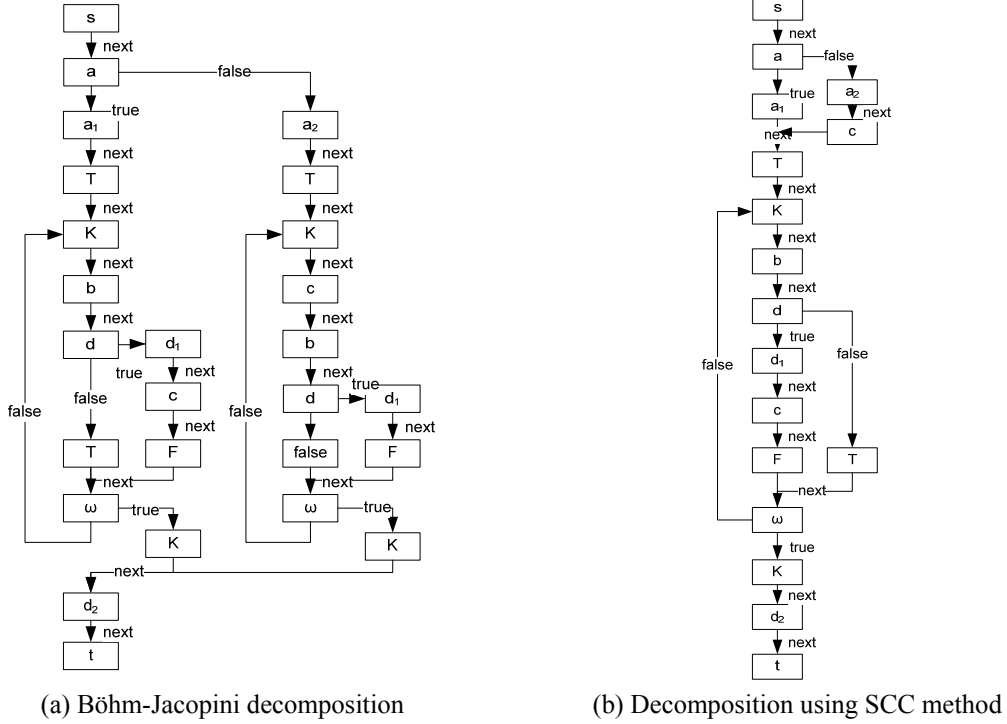 s
next
a
false
true
a₁
a₂
next
next
T
T
next
next
K
K
next
next
b
c
next
next
d
d₁
b
true
next
next
false
c
d
true
d₁
false
next
false
next
T
F
false
F
next
next
ω
true
ω
true
K
K
next
d₂
next
t
(a) Böhm-Jacopini decomposition
s
next
a
false
true
a₂
a₁
next
next
c
T
next
K
next
b
next
d
true
false
false
d₁
next
c
next
F
T
next
ω
true
K
next
d₂
next
t
(b) Decomposition using SCC method